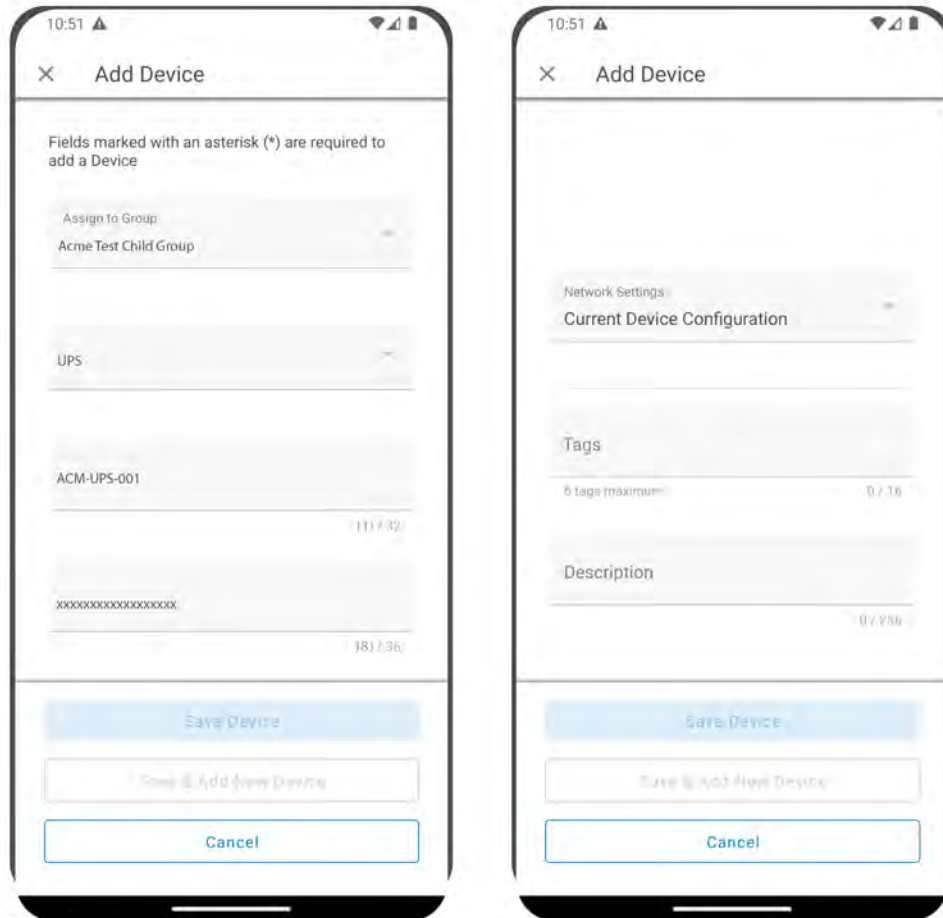 10:51
Add Device
Fields marked with an asterisk (*) are required to
add a Device
Assign to Group
Acme Test Child Group
UPS
ACM-UPS-001
11 / 32
xxxxxxxxxxxxxxxxxx
18 / 36
Save Device
Save & Add New Device
Cancel
10:51
Add Device
Network Settings
Current Device Configuration
Tags
6 tags maximum
0 / 16
Description
0 / 256
Save Device
Save & Add New Device
Cancel